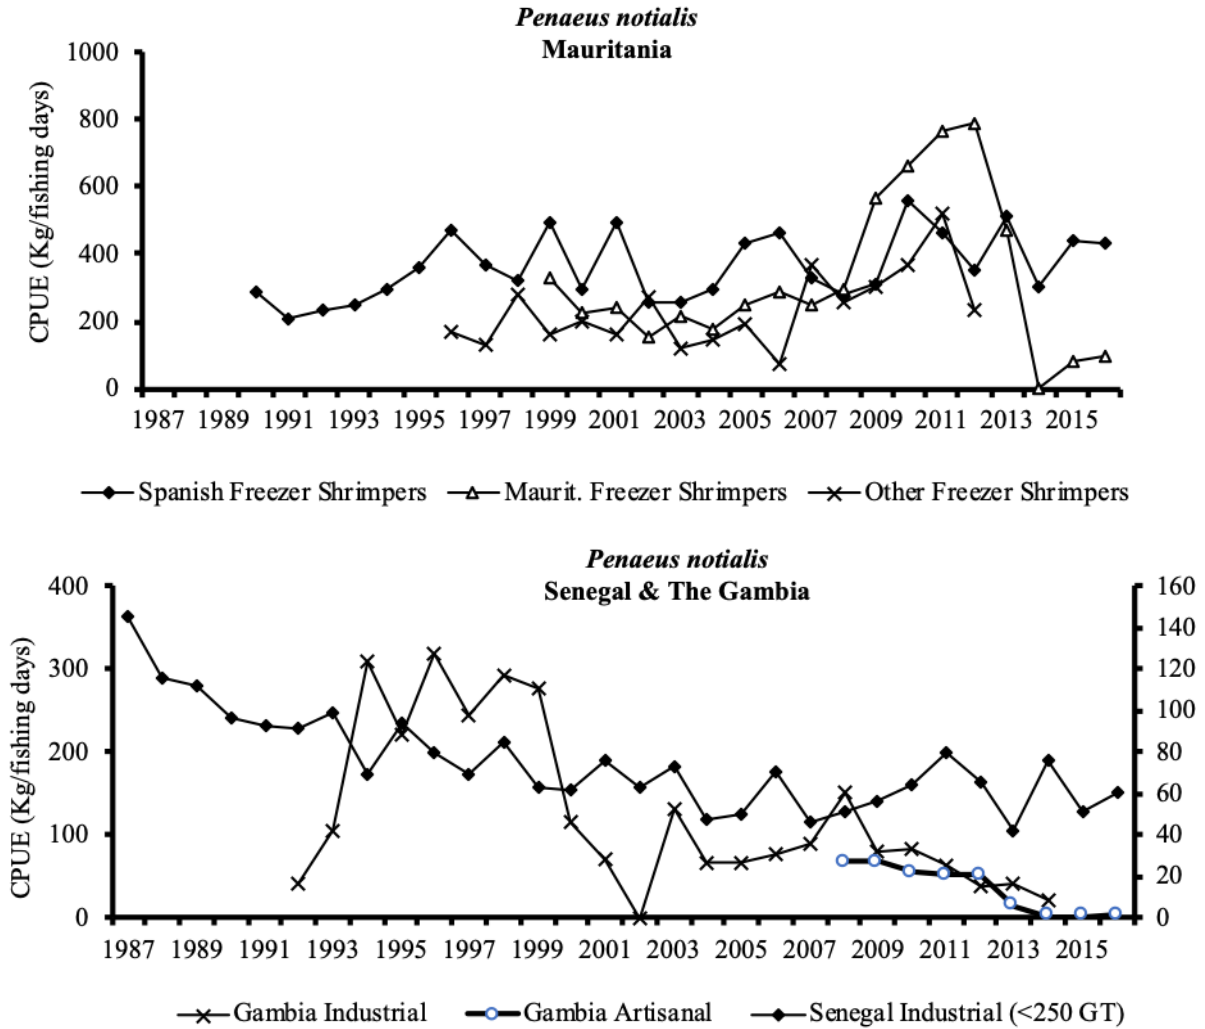 Penaeus notialis
Mauritania
CPUE (Kg/fishing days)
1000
800
600
400
200
0
1987 1989 1991 1993 1995 1997 1999 2001 2003 2005 2007 2009 2011 2013 2015
Spanish Freezer Shrimpers Maurit. Freezer Shrimpers Other Freezer Shrimpers
Penaeus notialis
Senegal & The Gambia
CPUE (Kg/fishing days)
400
300
200
100
0
160
140
120
100
80
60
40
20
0
1987 1989 1991 1993 1995 1997 1999 2001 2003 2005 2007 2009 2011 2013 2015
Gambia Industrial Gambia Artisanal Senegal Industrial (<250 GT)